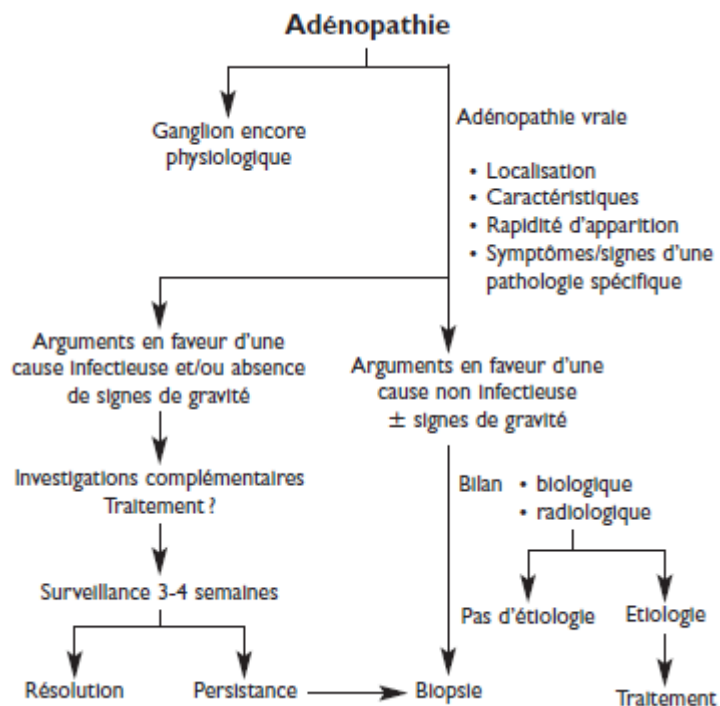 Adénopathie
Ganglion encore
physiologique
Adénopathie vraie
• Localisation
• Caractéristiques
• Rapidité d'apparition
• Symptômes/signes d'une
pathologie spécifique
Arguments en faveur d'une
cause infectieuse et/ou absence
de signes de gravité
Arguments en faveur d'une
cause non infectieuse
± signes de gravité
Investigations complémentaires
Traitement ?
Bilan • biologique
• radiologique
Surveillance 3-4 semaines
Pas d'étiologie
Etiologie
Résolution
Persistance
Biopsie
Traitement